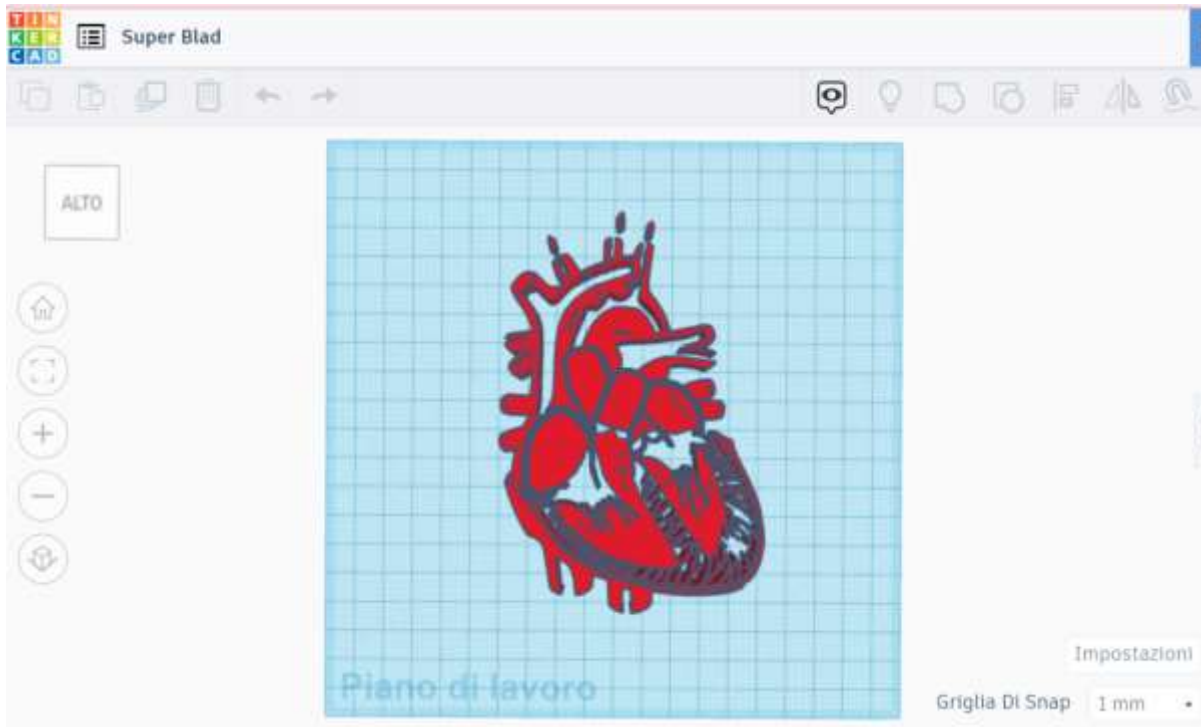 TIN
KER
CAD
Super Blad
ALTO
Piano di lavoro
Impostazioni
Griglia Di Snap 1 mm